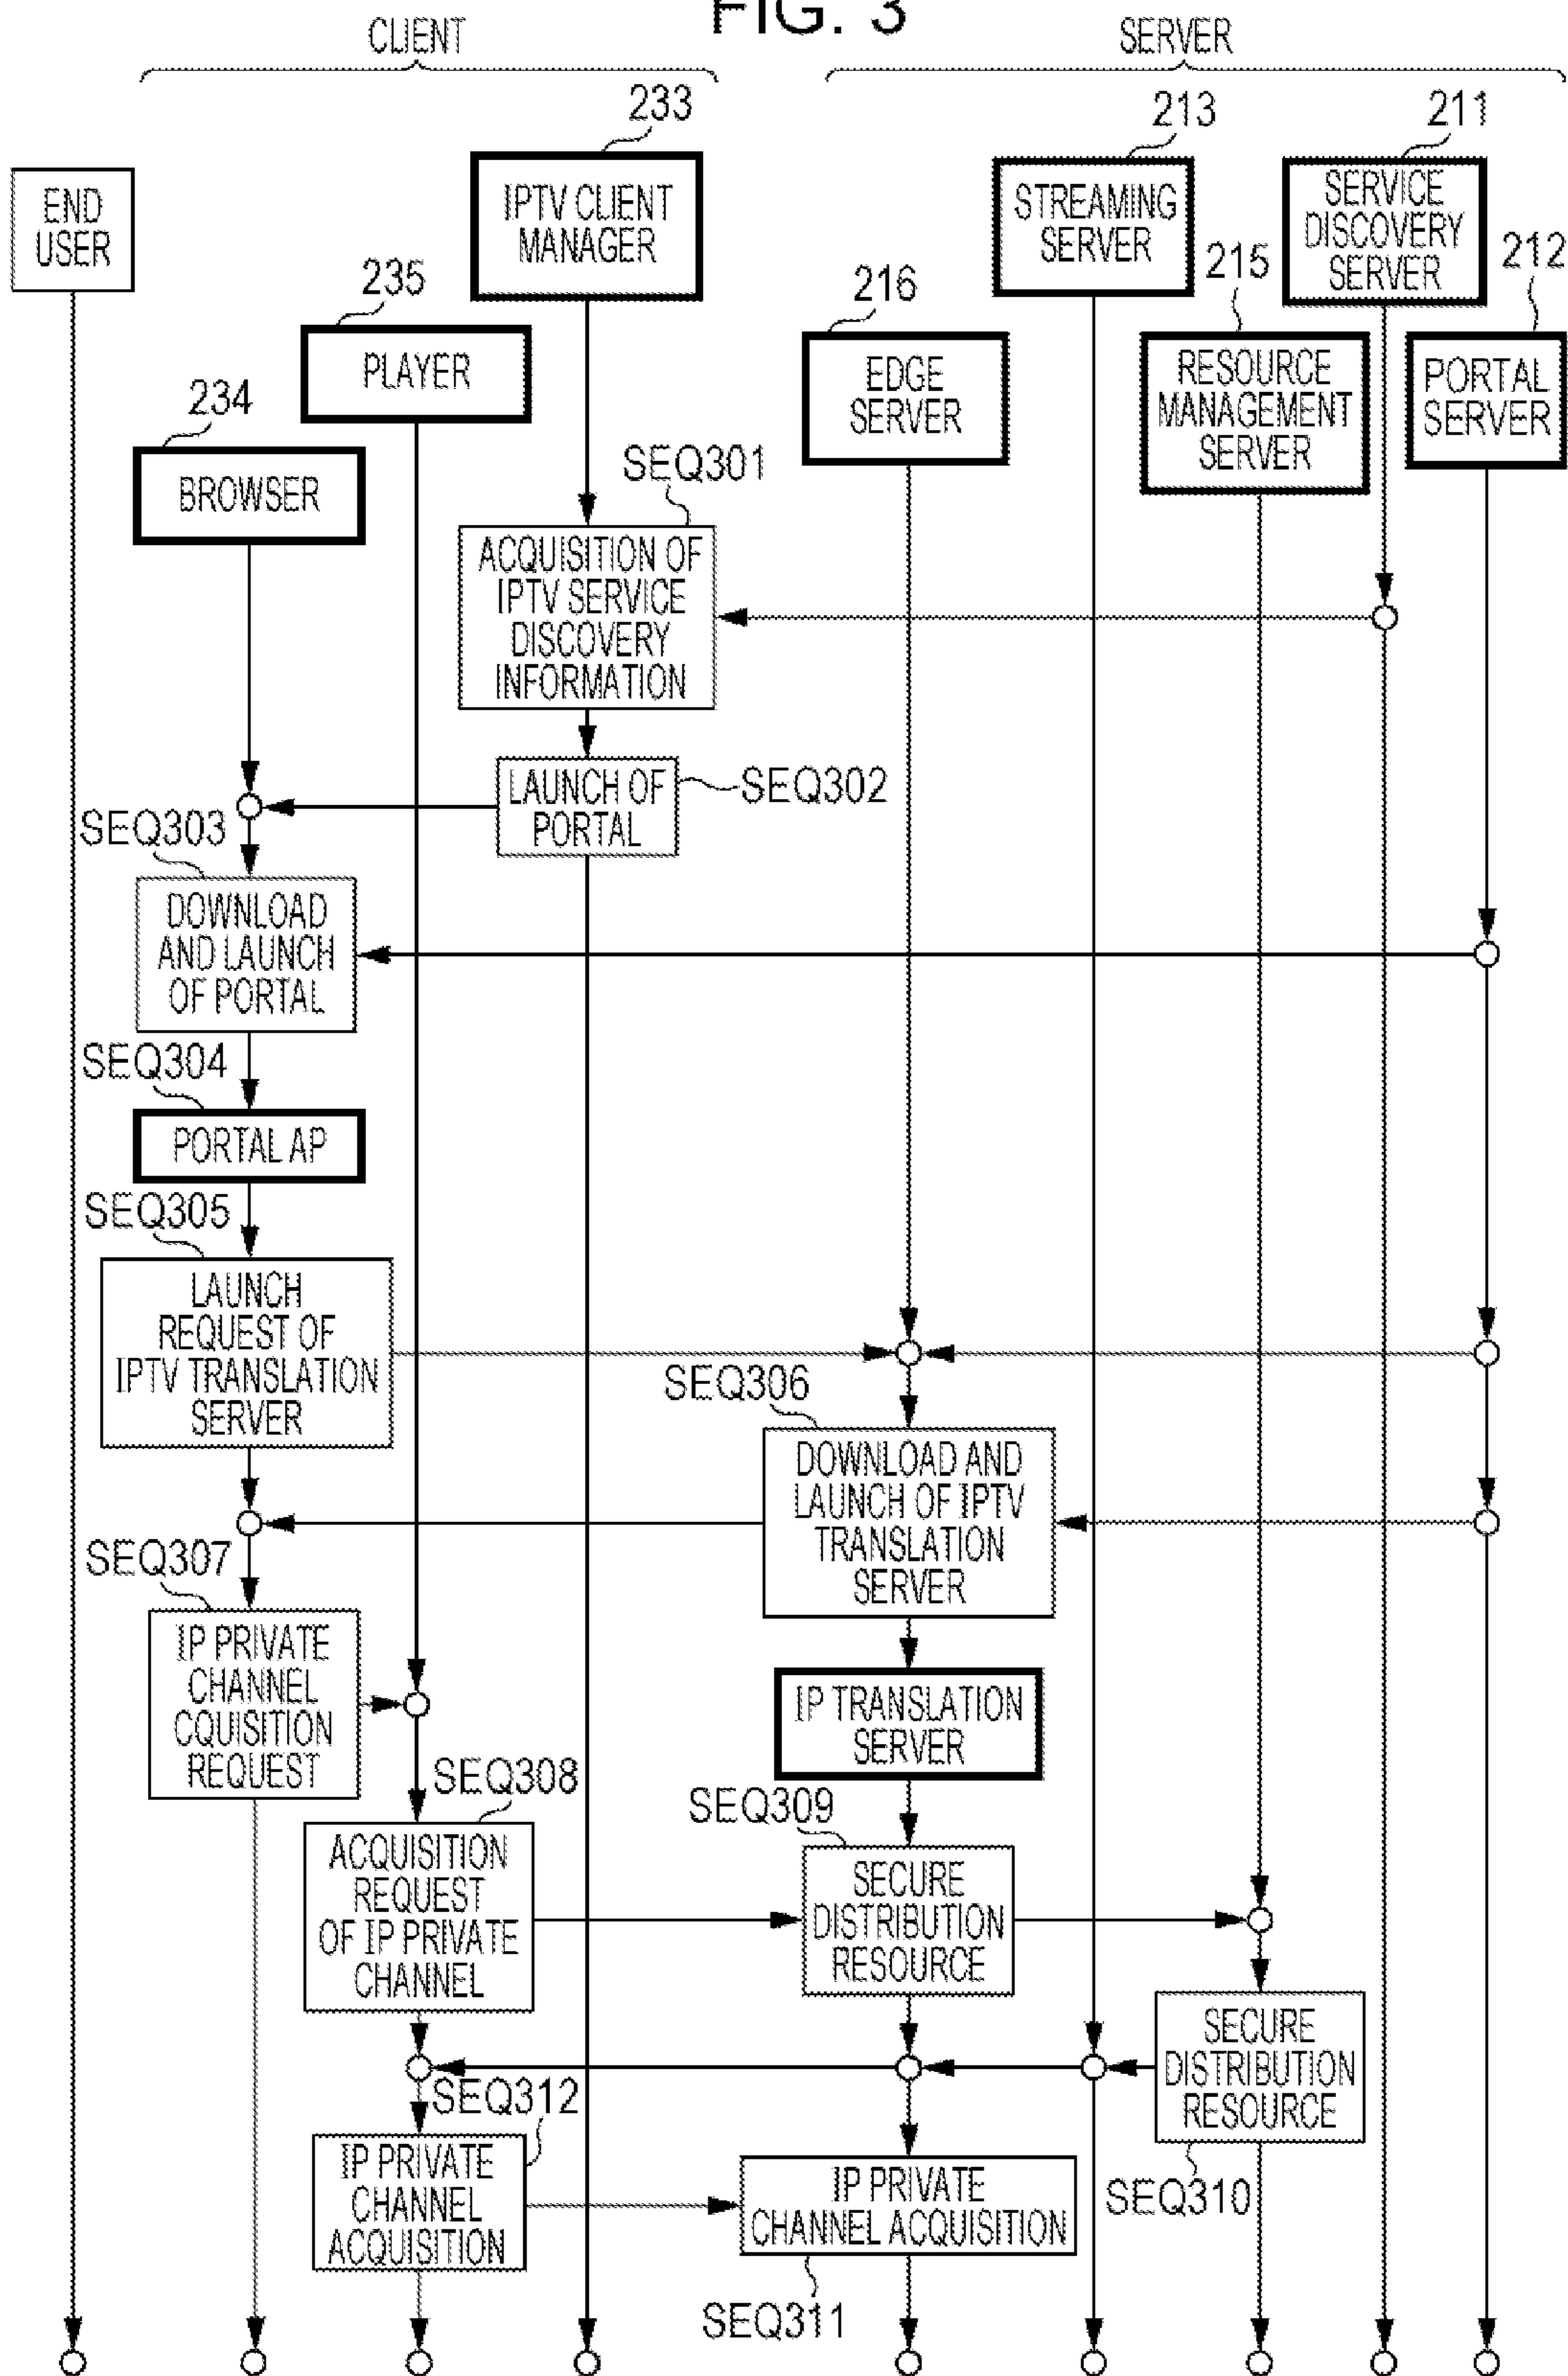 FIG. 3
CLIENT
SERVER
233
213
211
END
USER
IPTV CLIENT
MANAGER
STREAMING
SERVER
SERVICE
DISCOVERY
SERVER
235
216
215
212
PLAYER
EDGE
SERVER
RESOURCE
MANAGEMENT
SERVER
PORTAL
SERVER
234
BROWSER
SEQ301
ACQUISITION OF
IPTV SERVICE
DISCOVERY
INFORMATION
LAUNCH OF
PORTAL
SEQ302
SEQ303
DOWNLOAD
AND LAUNCH
OF PORTAL
SEQ304
PORTAL AP
SEQ305
LAUNCH
REQUEST OF
IPTV TRANSLATION
SERVER
SEQ306
DOWNLOAD AND
LAUNCH OF IPTV
TRANSLATION
SERVER
SEQ307
IP PRIVATE
CHANNEL
CQUISITION
REQUEST
IP TRANSLATION
SERVER
SEQ308
ACQUISITION
REQUEST
OF IP PRIVATE
CHANNEL
SEQ309
SECURE
DISTRIBUTION
RESOURCE
SECURE
DISTRIBUTION
RESOURCE
SEQ310
SEQ312
IP PRIVATE
CHANNEL
ACQUISITION
IP PRIVATE
CHANNEL ACQUISITION
SEQ311